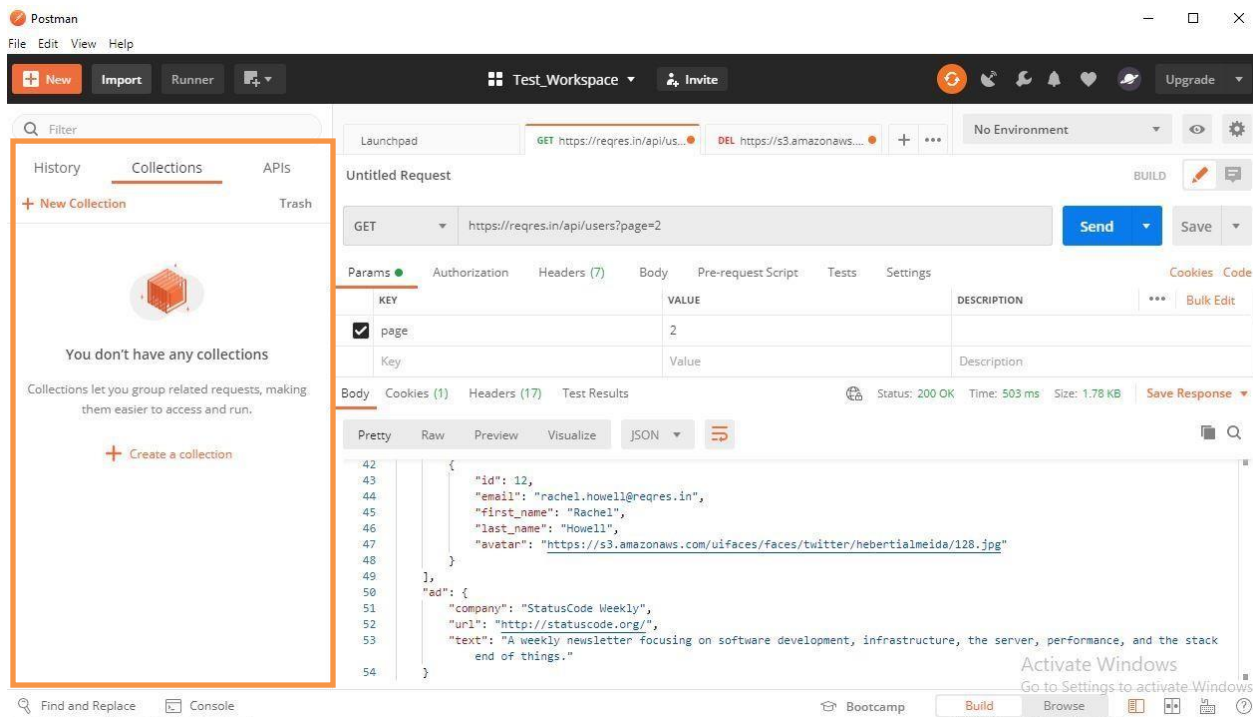 Postman
File Edit View Help
New Import Runner Test_Workspace Invite Upgrade
Filter
History Collections APIs
+ New Collection Trash
You don't have any collections
Collections let you group related requests, making
them easier to access and run.
+ Create a collection
Launchpad GET https://reqres.in/api/us... DEL https://s3.amazonaws.... + ••• No Environment
Untitled Request BUILD
GET https://reqres.in/api/users?page=2 Send Save
Params Authorization Headers (7) Body Pre-request Script Tests Settings Cookies Code
KEY VALUE DESCRIPTION ••• Bulk Edit
page 2
Key Value Description
Body Cookies (1) Headers (17) Test Results Status: 200 OK Time: 503 ms Size: 1.78 KB Save Response
Pretty Raw Preview Visualize JSON
42 {
43 "id": 12,
44 "email": "rachel.howell@reqres.in",
45 "first_name": "Rachel",
46 "last_name": "Howell",
47 "avatar": "https://s3.amazonaws.com/uifaces/faces/twitter/hebertialmeida/128.jpg"
48 }
49 ],
50 "ad": {
51 "company": "StatusCode Weekly",
52 "url": "http://statuscode.org/",
53 "text": "A weekly newsletter focusing on software development, infrastructure, the server, performance, and the stack
end of things."
54 }
Activate Windows
Go to Settings to activate Windows
Find and Replace Console Bootcamp Build Browse